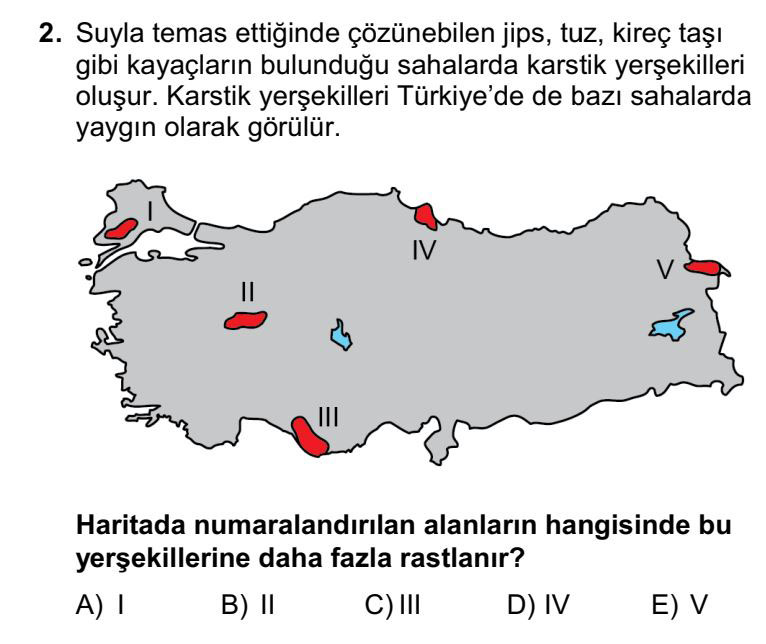 2. Suyla temas ettiğinde çözünebilen jips, tuz, kireç taşı
gibi kayaçların bulunduğu sahalarda karstik yerşekilleri
oluşur. Karstik yerşekilleri Türkiye’de de bazı sahalarda
yaygın olarak görülür.
I
IV
V
II
III
Haritada numaralandırılan alanların hangisinde bu
yerşekillerine daha fazla rastlanır?
A) I B) II C) III D) IV E) V